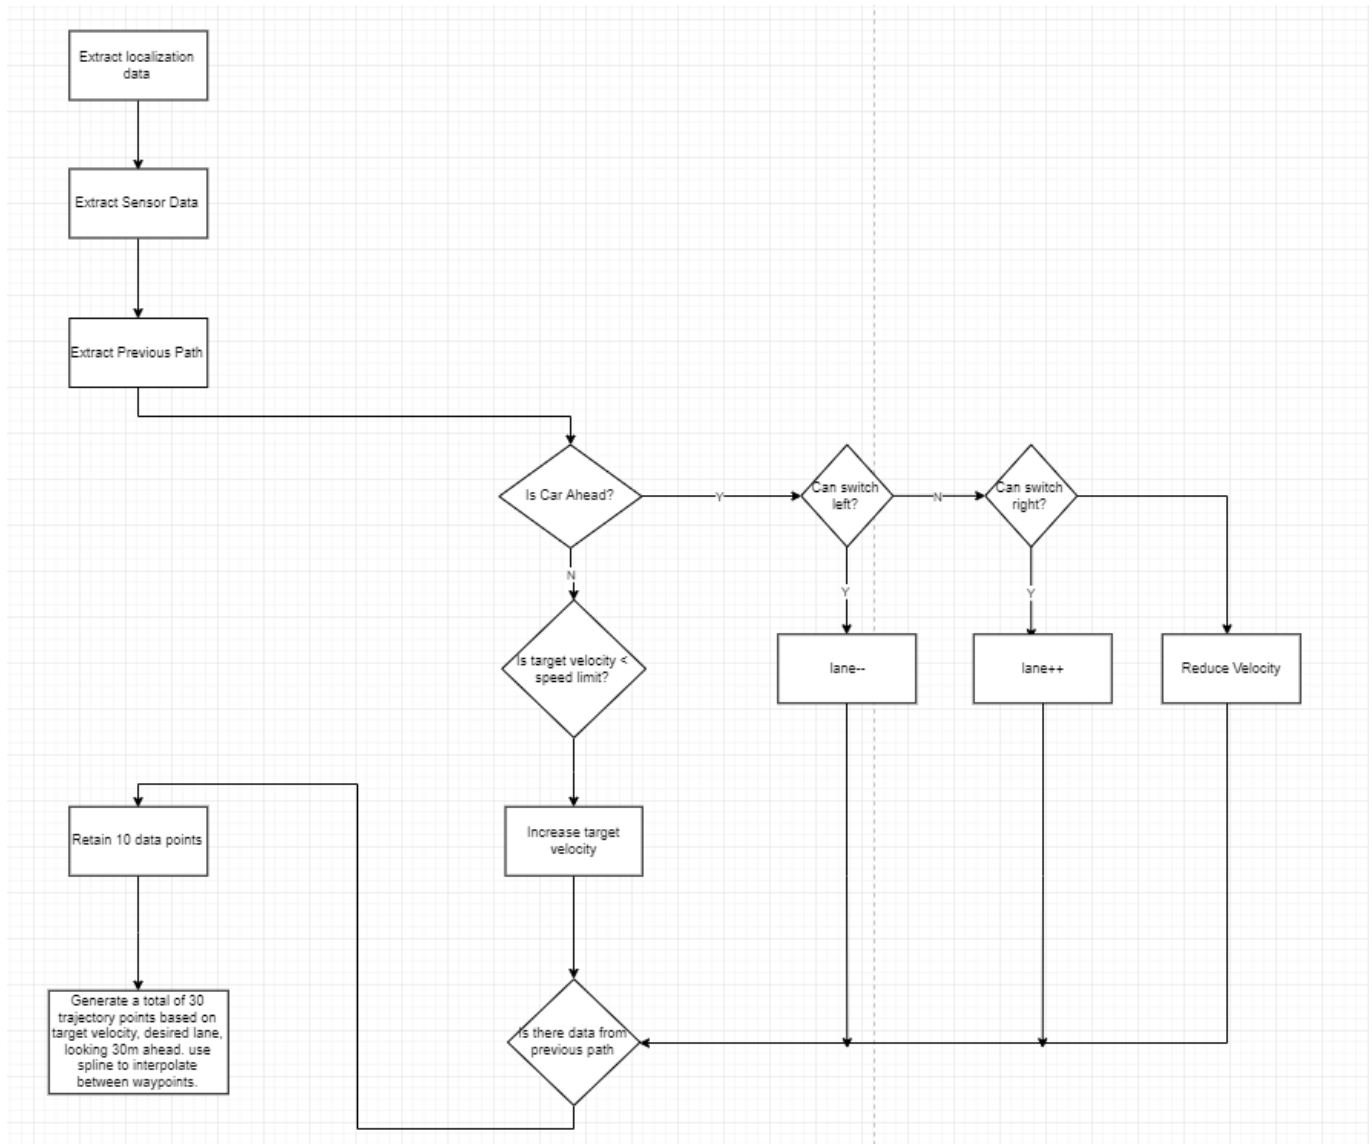 Extract localization
data
Extract Sensor Data
Extract Previous Path
Is Car Ahead?
Y
Can switch
left?
N
Can switch
right?
N
Y
Y
Is target velocity <
speed limit?
lane--
lane++
Reduce Velocity
Retain 10 data points
Increase target
velocity
Generate a total of 30
trajectory points based on
target velocity, desired lane,
looking 30m ahead. use
spline to interpolate
between waypoints.
Is there data from
previous path